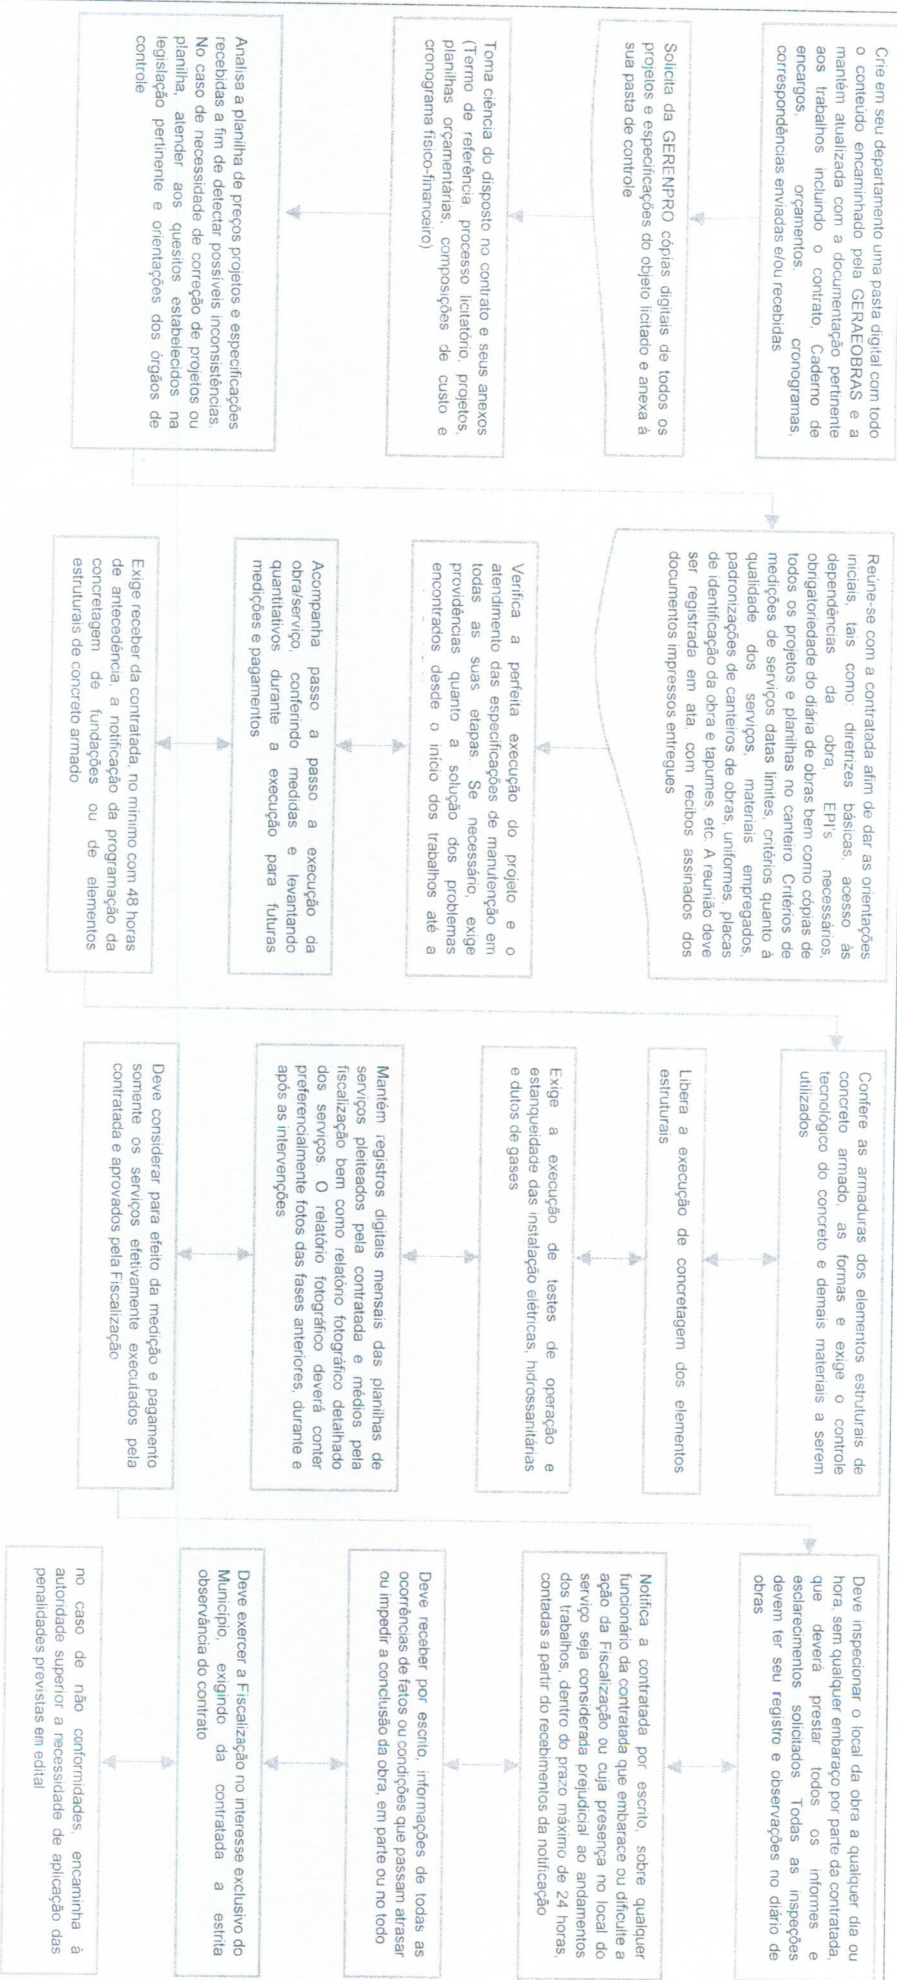 Crie em seu departamento uma pasta digital com todo
o conteúdo encaminhado pela GERAEOBRAS e a
mantém atualizada com a documentação pertinente
aos trabalhos incluindo o contrato, Caderno de
encargos, orçamentos, cronogramas,
correspondências enviadas e/ou recebidas
Solicita da GERENPRO cópias digitais de todos os
projetos e especificações do objeto licitado e anexa à
sua pasta de controle
Toma ciência do disposto no contrato e seus anexos
(Termo de referência, processo licitatório, projetos,
planilhas orçamentárias, composições de custo e
cronograma físico-financeiro)
Analisa a planilha de preços projetos e especificações
recebidas a fim de detectar possíveis inconsistências.
No caso de necessidade de correção de projetos ou
planilha, atender aos quesitos estabelecidos na
legislação pertinente e orientações dos órgãos de
controle
Reúne-se com a contratada afim de dar as orientações
iniciais, tais como: diretrizes básicas, acesso às
dependências da obra, EPI's necessários,
obrigatoriedade do diária de obras bem como cópias de
todos os projetos e planilhas no canteiro. Critérios de
medições de serviços datas limites, critérios quanto à
qualidade dos serviços, materiais empregados,
padronizações de canteiros de obras, uniformes, placas
de identificação da obra e tapumes, etc. A reunião deve
ser registrada em ata, com recibos assinados dos
documentos impressos entregues
Verifica a perfeita execução do projeto e o
atendimento das especificações de manutenção em
todas as suas etapas. Se necessário, exige
providências quanto a solução dos problemas
encontrados desde o início dos trabalhos até a
Acompanha passo a passo a execução da
obra/serviço, conferindo medidas e levantando
quantitativos durante a execução para futuras
medições e pagamentos
Exige receber da contratada, no mínimo com 48 horas
de antecedência, a notificação da programação da
concretagem de fundações ou de elementos
estruturais de concreto armado
Confere as armaduras dos elementos estruturais de
concreto armado, as formas e exige o controle
tecnológico do concreto e demais materiais a serem
utilizados
Libera a execução de concretagem dos elementos
estruturais
Exige a execução de testes de operação e
estanqueidade das instalação elétricas, hidrossanitárias
e dutos de gases
Mantém registros digitais mensais das planilhas de
serviços pleiteados pela contratada e médios pela
fiscalização bem como relatório fotográfico detalhado
dos serviços. O relatório fotográfico deverá conter
preferencialmente fotos das fases anteriores, durante e
após as intervenções
Deve considerar para efeito da medição e pagamento
somente os serviços efetivamente executados pela
contratada e aprovados pela Fiscalização
Deve inspecionar o local da obra a qualquer dia ou
hora, sem qualquer embaraço por parte da contratada,
que deverá prestar todos os informes e
esclarecimentos solicitados. Todas as inspeções
devem ter seu registro e observações no diário de
obras
Notifica a contratada por escrito, sobre qualquer
funcionário da contratada que embarace ou dificulte a
ação da Fiscalização ou cuja presença no local do
serviço seja considerada prejudicial ao andamentos
dos trabalhos, dentro do prazo máximo de 24 horas,
contadas a partir do recebimentos da notificação
Deve receber por escrito, informações de todas as
ocorrências de fatos ou condições que passam atrasar
ou impedir a conclusão da obra, em parte ou no todo
Deve exercer a Fiscalização no interesse exclusivo do
Municipio, exigindo da contratada a estrita
observância do contrato
no caso de não conformidades, encaminha à
autoridade superior a necessidade de aplicação das
penalidades previstas em edital